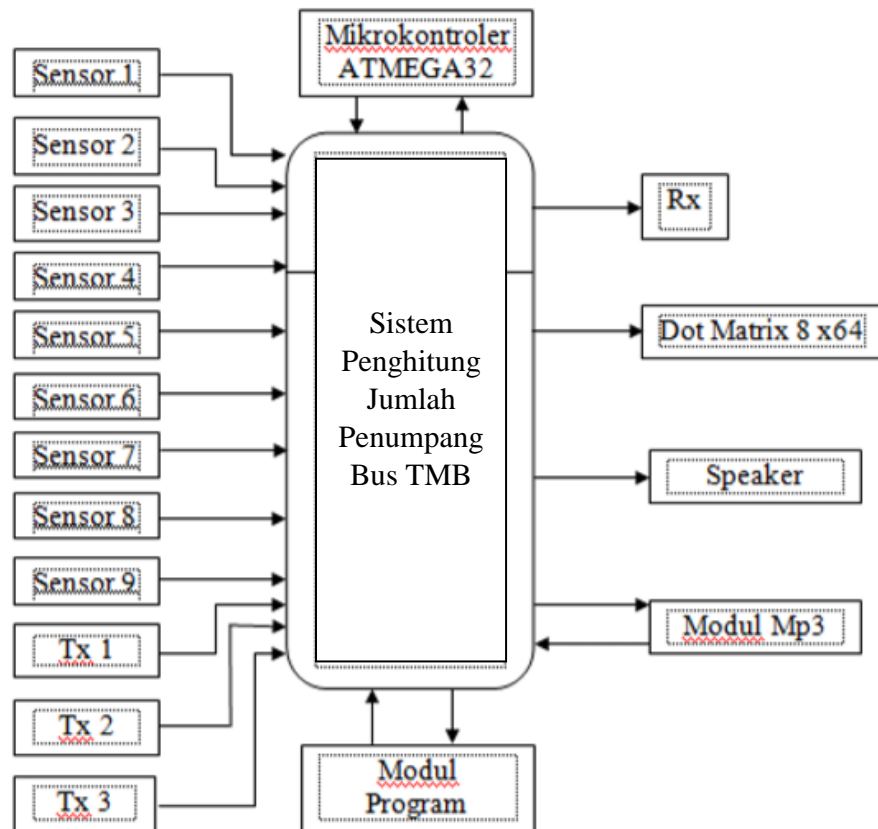 Mikrokontroler
ATMEGA32
Sensor 1
Sensor 2
Sensor 3
Sensor 4
Sensor 5
Sensor 6
Sensor 7
Sensor 8
Sensor 9
Tx 1
Tx 2
Tx 3
Sistem
Penghitung
Jumlah
Penumpang
Bus TMB
Rx
Dot Matrix 8 x64
Speaker
Modul Mp3
Modul
Program